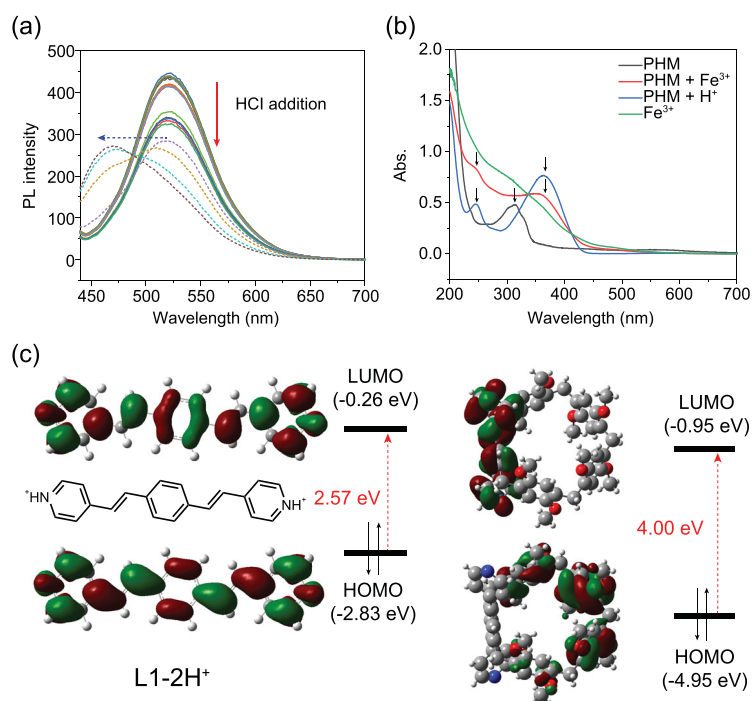 (a)
500
400
300
200
100
0
PL intensity
HCl addition
450
500
550
600
650
700
Wavelength (nm)
(b)
2.0
1.5
1.0
0.5
0.0
Abs.
PHM
PHM + Fe³⁺
PHM + H⁺
Fe³⁺
200
300
400
500
600
700
Wavelength (nm)
(c)
LUMO
(-0.26 eV)
⁺HN
NH⁺
2.57 eV
HOMO
(-2.83 eV)
L1-2H⁺
LUMO
(-0.95 eV)
4.00 eV
HOMO
(-4.95 eV)